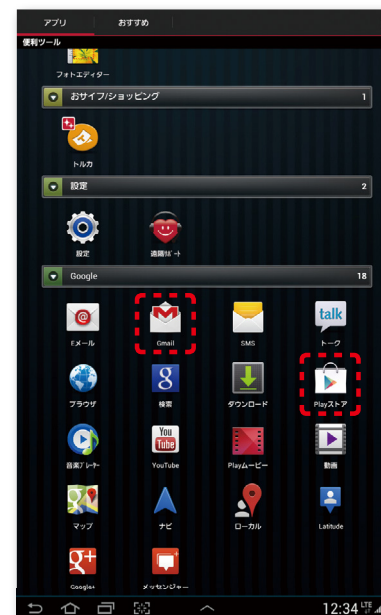 アプリ おすすめ
便利ツール
フォトエディター
おサイフ/ショッピング 1
トルカ
設定 2
設定 遠隔サポート
Google 18
talk
Eメール Gmail SMS トーク
g
ブラウザ 検索 ダウンロード Playストア
You
Tube
音楽プレーヤー YouTube Playムービー 動画
マップ ナビ ローカル Latitude
g+
Google+ メッセンジャー
12:34 LTE